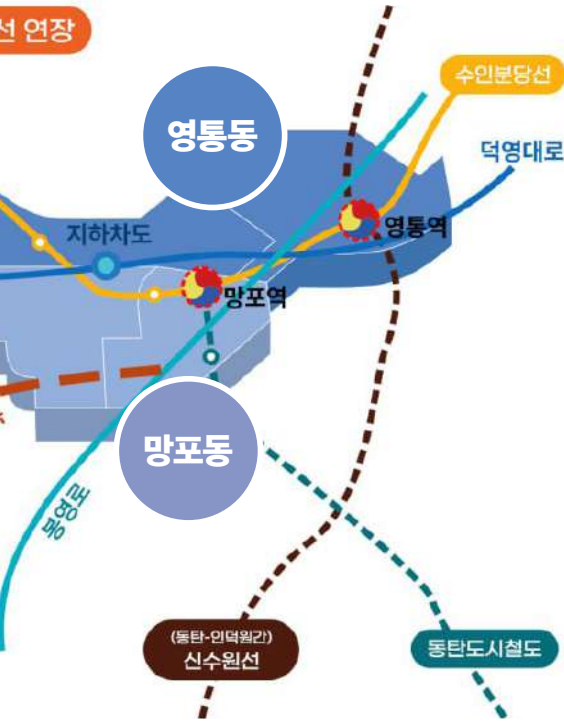 선 연장
수인분당선
영통동
덕영대로
지하차도
영통역
망포역
망포동
봉영로
(동탄-인덕원간)
신수원선
동탄도시철도